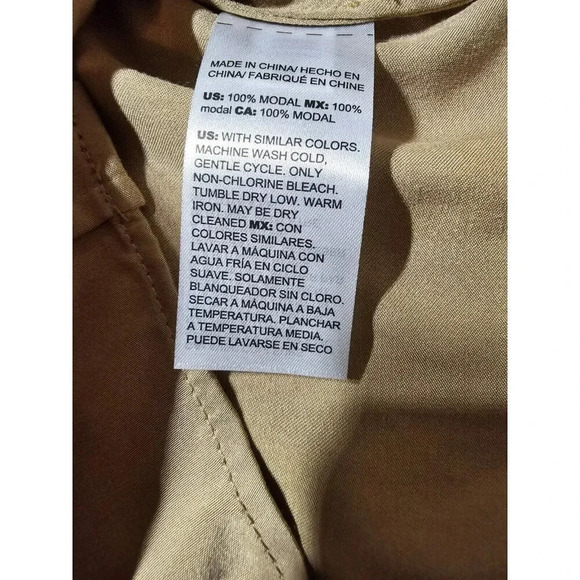 MADE IN CHINA/ HECHO EN
CHINA/ FABRIQUÉ EN CHINE
US: 100% MODAL MX: 100%
modal CA: 100% MODAL
US: WITH SIMILAR COLORS.
MACHINE WASH COLD,
GENTLE CYCLE. ONLY
NON-CHLORINE BLEACH.
TUMBLE DRY LOW. WARM
IRON. MAY BE DRY
CLEANED MX: CON
COLORES SIMILARES.
LAVAR A MÁQUINA CON
AGUA FRÍA EN CICLO
SUAVE. SOLAMENTE
BLANQUEADOR SIN CLORO.
SECAR A MÁQUINA A BAJA
TEMPERATURA. PLANCHAR
A TEMPERATURA MEDIA.
PUEDE LAVARSE EN SECO